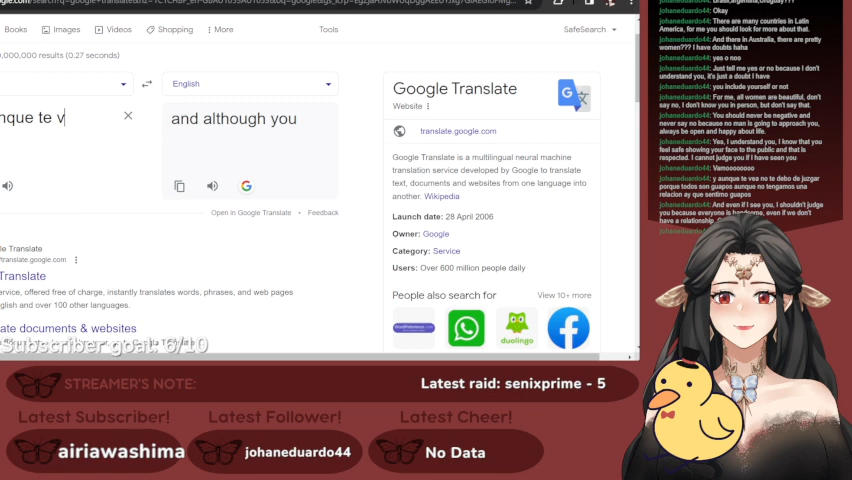 Books Images Videos Shopping More Tools SafeSearch
0,000,000 results (0.27 seconds)
English
nque te v
and although you
Open in Google Translate • Feedback
le Translate
/translate.google.com
Translate
ervice, offered free of charge, instantly translates words, phrases, and web pages
nglish and over 100 other languages.
ate documents & websites
Subscriber goal: 6/10
Google Translate
Website
translate.google.com
Google Translate is a multilingual neural machine
translation service developed by Google to translate
text, documents and websites from one language into
another. Wikipedia
Launch date: 28 April 2006
Owner: Google
Category: Service
Users: Over 600 million people daily
People also search for View 10+ more
duolingo
johaneduardo44: Okay
johaneduardo44: There are many countries in Latin
America, for me you should look for more about that.
johaneduardo44: And there in Australia, there are pretty
women??? I have doubts haha
johaneduardo44: yes o noo
johaneduardo44: Just tell me yes or no because I don't
understand you, it's just a doubt I have
johaneduardo44: you include yourself or not
johaneduardo44: For me, all women are beautiful, don't
say no, I don't know you in person, but don't say that.
johaneduardo44: You should never be negative and
never say no because no man is going to approach you,
always be open and happy about life.
johaneduardo44: Yes, I understand you, I know that you
feel safe showing your face to the public and that is
respected. I cannot judge you if I have seen you
johaneduardo44: Vamoooooooo
johaneduardo44: y aunque te vea no te debo de juzgar
porque todos son guapos aunque no tengamos una
relacion ay que sentimo guapos
johaneduardo44: And even if I see you, I shouldn't judge
you because everyone is handsome, even if we don't
have a relationship,
johaneduardo44:
STREAMER'S NOTE: Latest raid: senixprime - 5
Latest Subscriber! Latest Follower! Latest Cheer!
airiawashima johaneduardo44 No Data